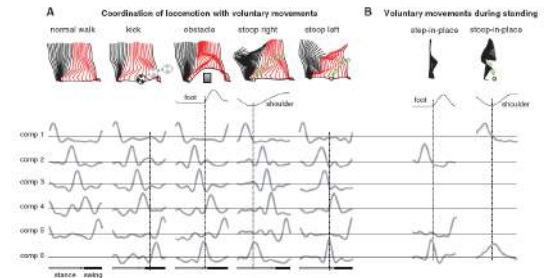 A Coordination of locomotion with voluntary movements
normal walk kick obstacle stoop right stoop left
foot shoulder
comp 1
comp 2
comp 3
comp 4
comp 5
comp 6
stance swing
B Voluntary movements during standing
step-in-place stoop-in-place
foot shoulder